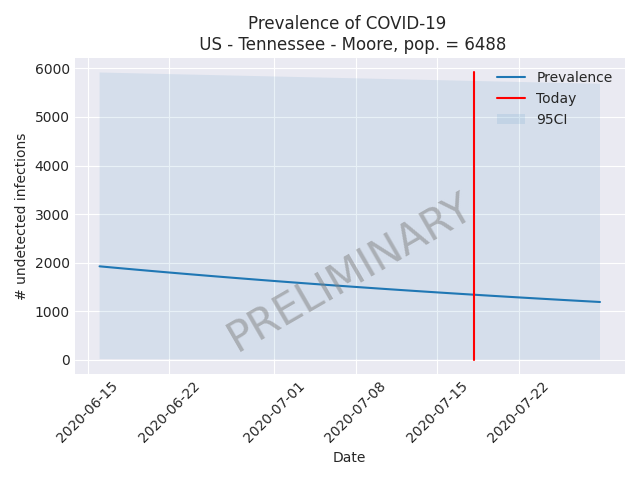 Prevalence of COVID-19
US - Tennessee - Moore, pop. = 6488
6000
5000
4000
3000
2000
1000
0
# undetected infections
Prevalence
Today
95CI
PRELIMINARY
2020-06-15
2020-06-22
2020-07-01
2020-07-08
2020-07-15
2020-07-22
Date